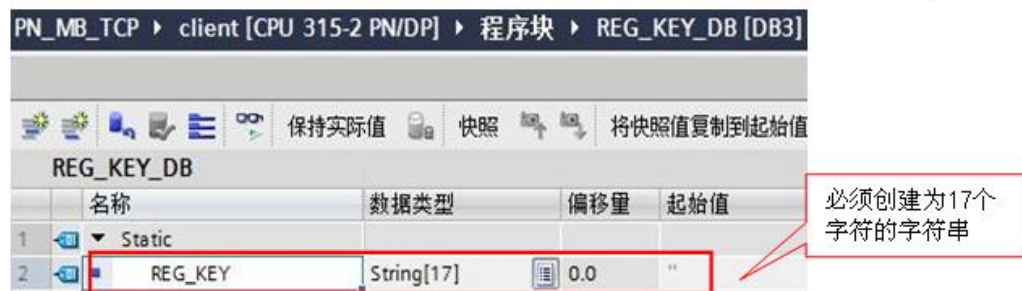 PN_MB_TCP ▸ client [CPU 315-2 PN/DP] ▸ 程序块 ▸ REG_KEY_DB [DB3]
保持实际值 快照 将快照值复制到起始值
REG_KEY_DB
名称 数据类型 偏移量 起始值
1 Static
2 REG_KEY String[17] 0.0 ''
必须创建为17个
字符的字符串